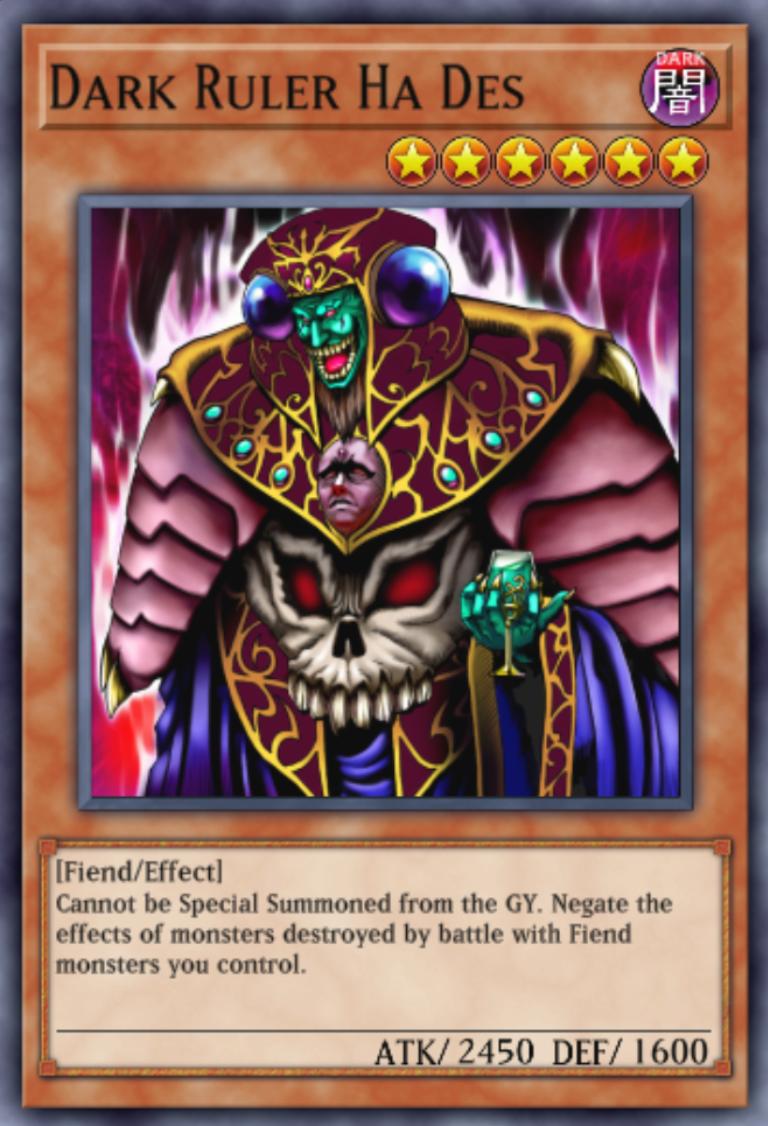 Dark Ruler Ha Des
DARK
闇
[Fiend/Effect]
Cannot be Special Summoned from the GY. Negate the
effects of monsters destroyed by battle with Fiend
monsters you control.
ATK/ 2450 DEF/ 1600